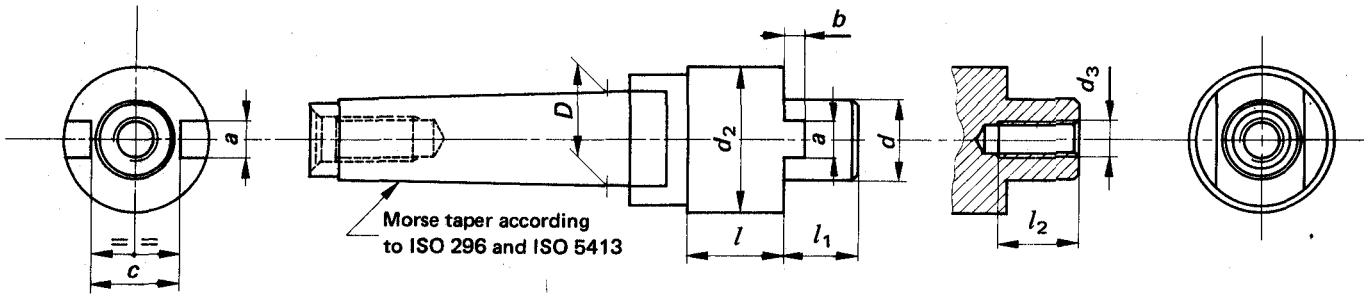 b
a
D
d2
a
d
d3
Morse taper according
to ISO 296 and ISO 5413
l
l1
l2
= =
c